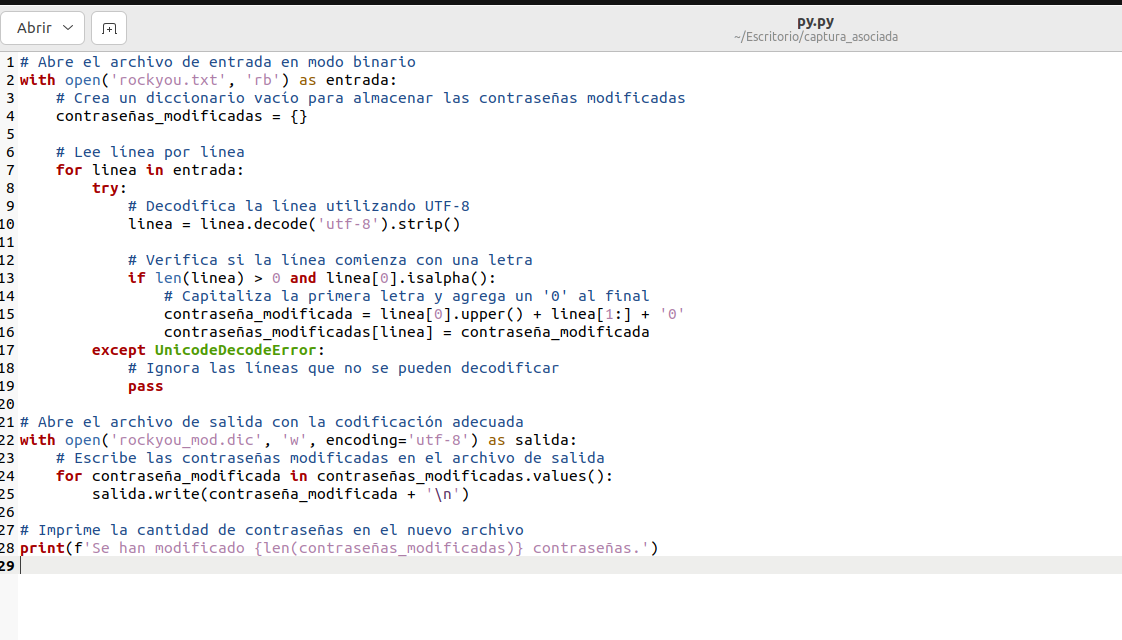 Abrir
py.py
~/Escritorio/captura_asociada
1 # Abre el archivo de entrada en modo binario
2 with open('rockyou.txt', 'rb') as entrada:
3     # Crea un diccionario vacío para almacenar las contraseñas modificadas
4     contraseñas_modificadas = {}
5
6     # Lee línea por línea
7     for linea in entrada:
8         try:
9             # Decodifica la línea utilizando UTF-8
10             linea = linea.decode('utf-8').strip()
11
12             # Verifica si la línea comienza con una letra
13             if len(linea) > 0 and linea[0].isalpha():
14                 # Capitaliza la primera letra y agrega un '0' al final
15                 contraseña_modificada = linea[0].upper() + linea[1:] + '0'
16                 contraseñas_modificadas[linea] = contraseña_modificada
17         except UnicodeDecodeError:
18             # Ignora las líneas que no se pueden decodificar
19             pass
20
21 # Abre el archivo de salida con la codificación adecuada
22 with open('rockyou_mod.dic', 'w', encoding='utf-8') as salida:
23     # Escribe las contraseñas modificadas en el archivo de salida
24     for contraseña_modificada in contraseñas_modificadas.values():
25         salida.write(contraseña_modificada + '\n')
26
27 # Imprime la cantidad de contraseñas en el nuevo archivo
28 print(f'Se han modificado {len(contraseñas_modificadas)} contraseñas.')
29